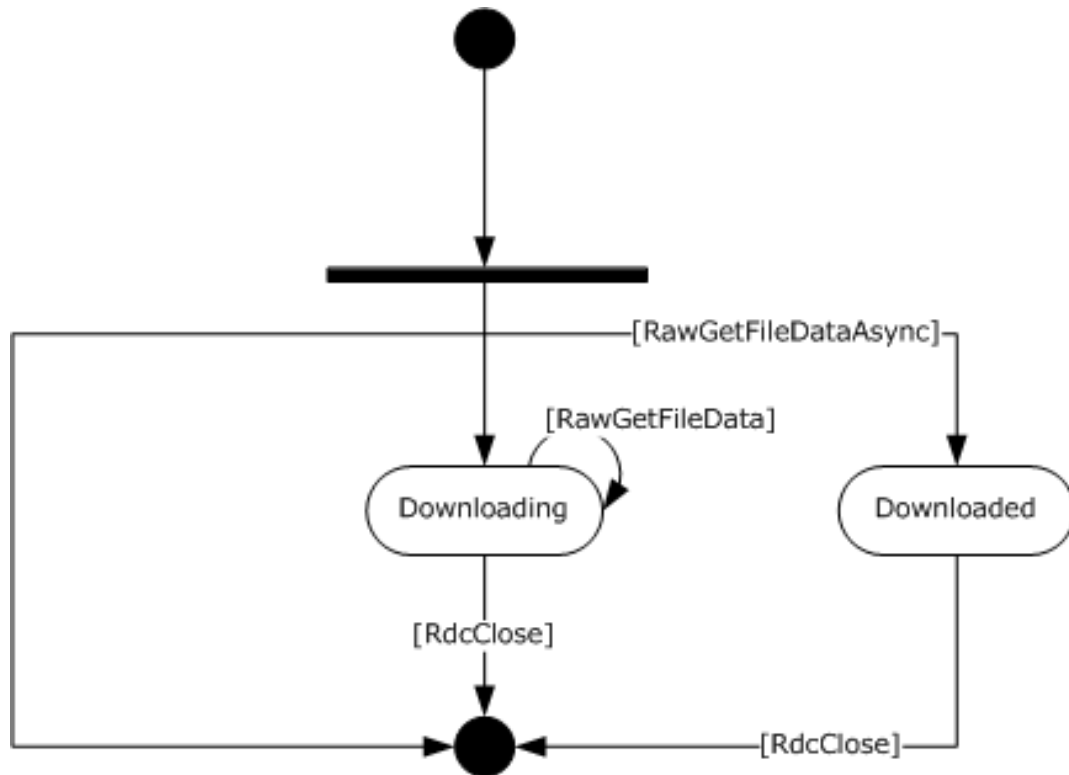 [RawGetFileDataAsync]
[RawGetFileData]
Downloading
Downloaded
[RdcClose]
[RdcClose]